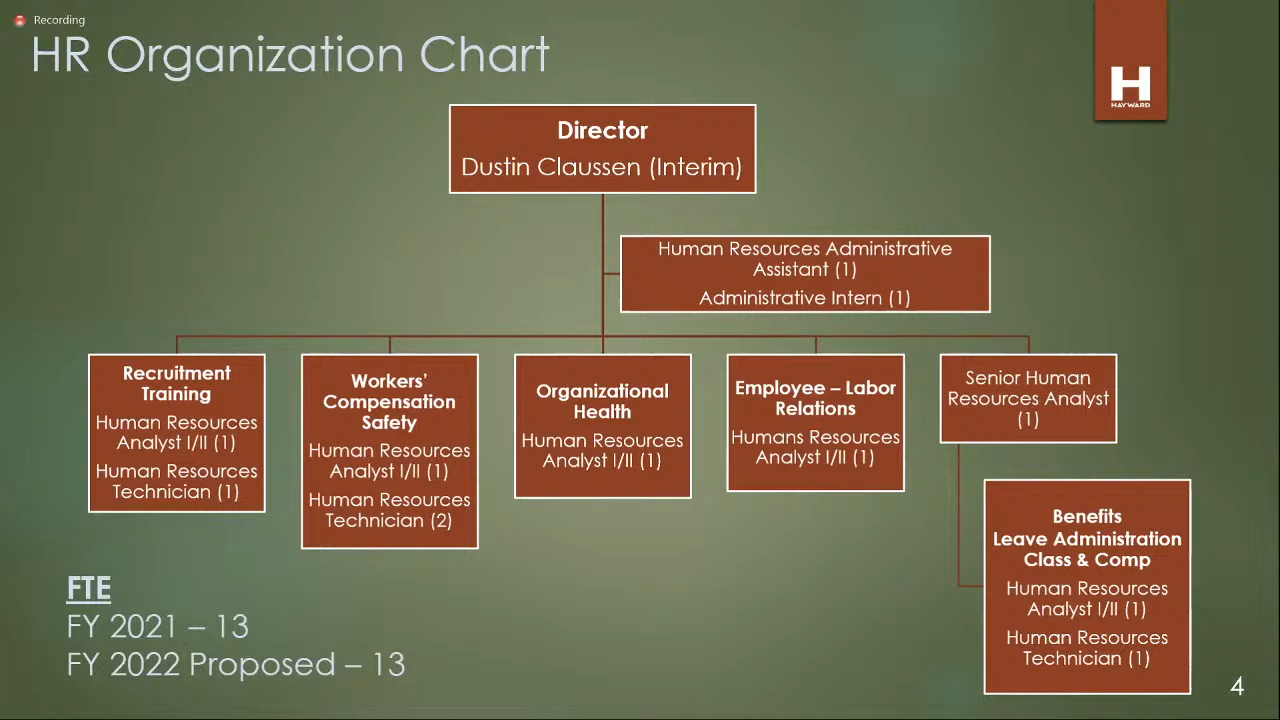 Recording
HR Organization Chart
H
HAYWARD
Director
Dustin Claussen (Interim)
Human Resources Administrative
Assistant (1)
Administrative Intern (1)
Recruitment
Training
Human Resources
Analyst I/II (1)
Human Resources
Technician (1)
Workers’
Compensation
Safety
Human Resources
Analyst I/II (1)
Human Resources
Technician (2)
Organizational
Health
Human Resources
Analyst I/II (1)
Employee – Labor
Relations
Humans Resources
Analyst I/II (1)
Senior Human
Resources Analyst
(1)
Benefits
Leave Administration
Class & Comp
Human Resources
Analyst I/II (1)
Human Resources
Technician (1)
FTE
FY 2021 – 13
FY 2022 Proposed – 13
4